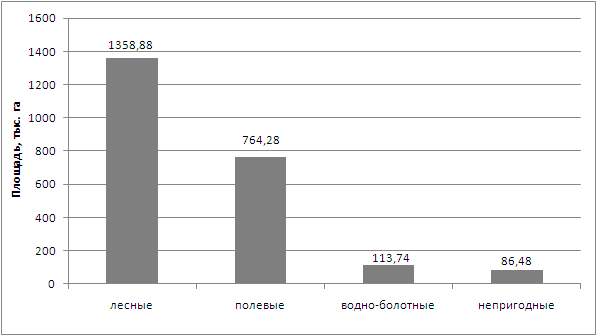 Площадь, тыс. га
1600
1400
1200
1000
800
600
400
200
0
1358,88
764,28
113,74
86,48
лесные
полевые
водно-болотные
непригодные